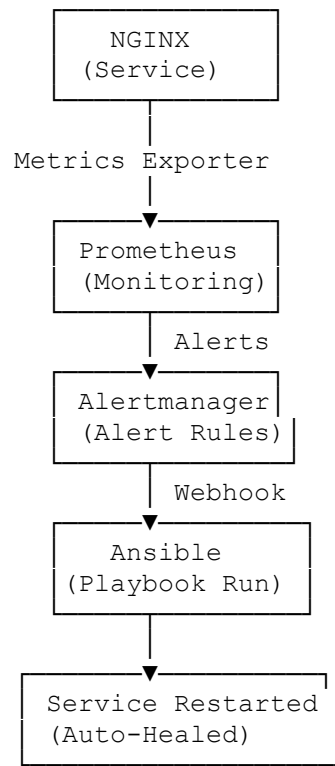 NGINX
(Service)
Metrics Exporter
Prometheus
(Monitoring)
Alerts
Alertmanager
(Alert Rules)
Webhook
Ansible
(Playbook Run)
Service Restarted
(Auto-Healed)